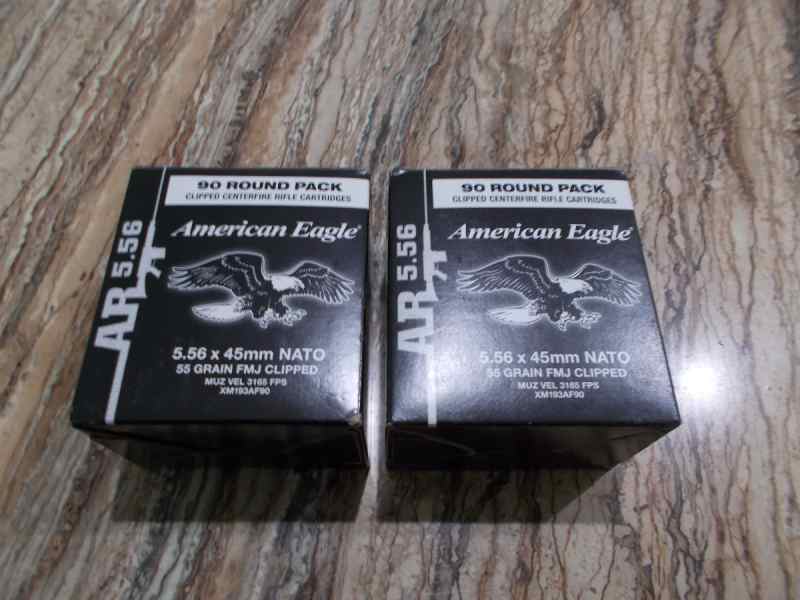 90 ROUND PACK
CLIPPED CENTERFIRE RIFLE CARTRIDGES
American Eagle®
AR 5.56
5.56 x 45mm NATO
55 GRAIN FMJ CLIPPED
MUZ VEL 3165 FPS
XM193AF90
90 ROUND PACK
CLIPPED CENTERFIRE RIFLE CARTRIDGES
American Eagle®
AR 5.56
5.56 x 45mm NATO
55 GRAIN FMJ CLIPPED
MUZ VEL 3165 FPS
XM193AF90